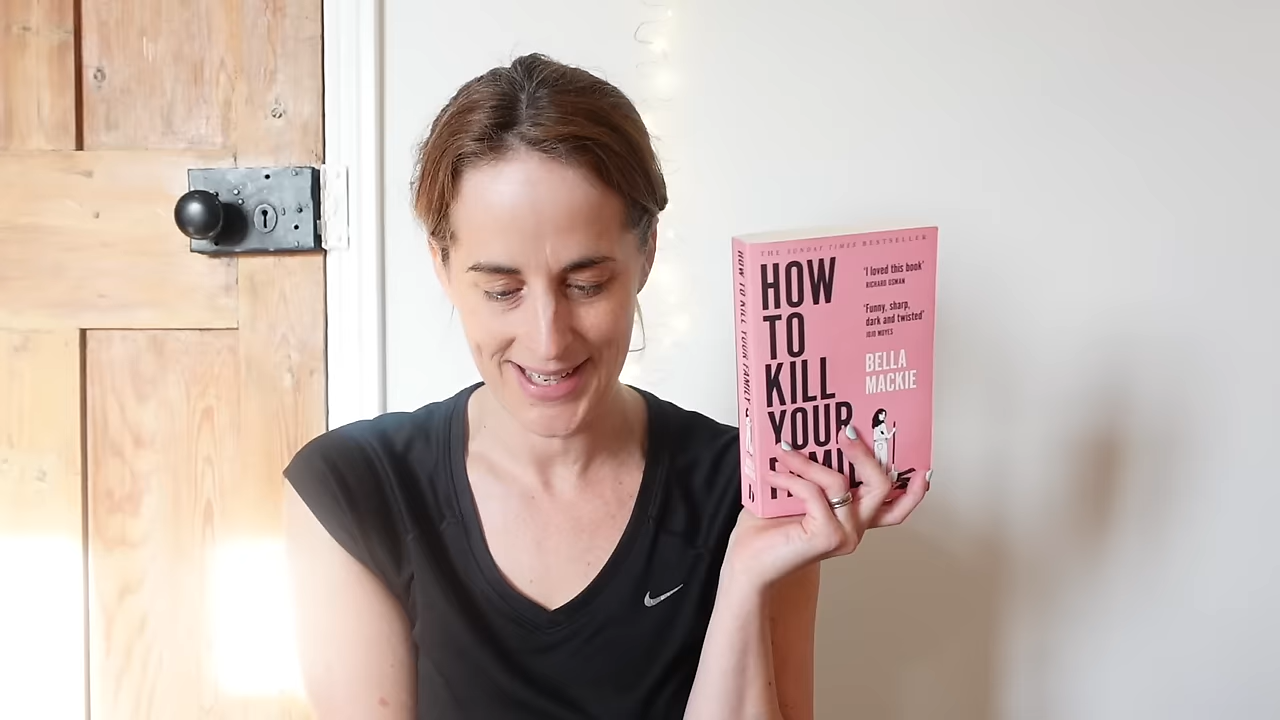 THE SUNDAY TIMES BESTSELLER
HOW
TO
KILL
YOUR
FAMIL
'I loved this book'
RICHARD OSMAN
'Funny, sharp,
dark and twisted'
JOJO MOYES
BELLA
MACKIE
HOW TO KILL YOUR FAMILY